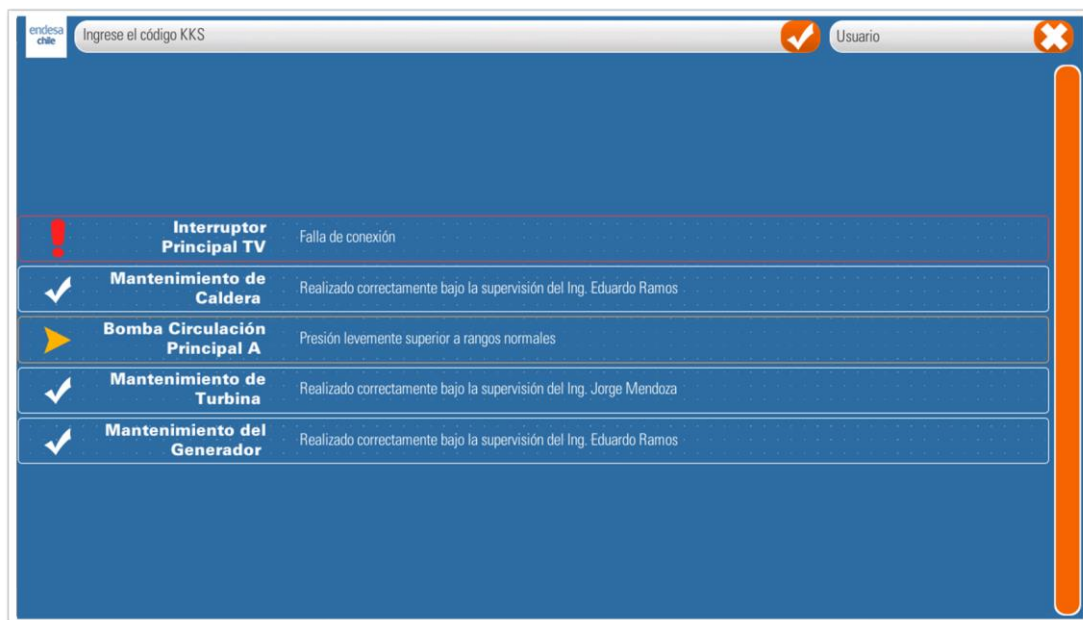 endesa
chile
Ingrese el código KKS
Usuario
Interruptor
Principal TV
Falla de conexión
Mantenimiento de
Caldera
Realizado correctamente bajo la supervisión del Ing. Eduardo Ramos
Bomba Circulación
Principal A
Presión levemente superior a rangos normales
Mantenimiento de
Turbina
Realizado correctamente bajo la supervisión del Ing. Jorge Mendoza
Mantenimiento del
Generador
Realizado correctamente bajo la supervisión del Ing. Eduardo Ramos